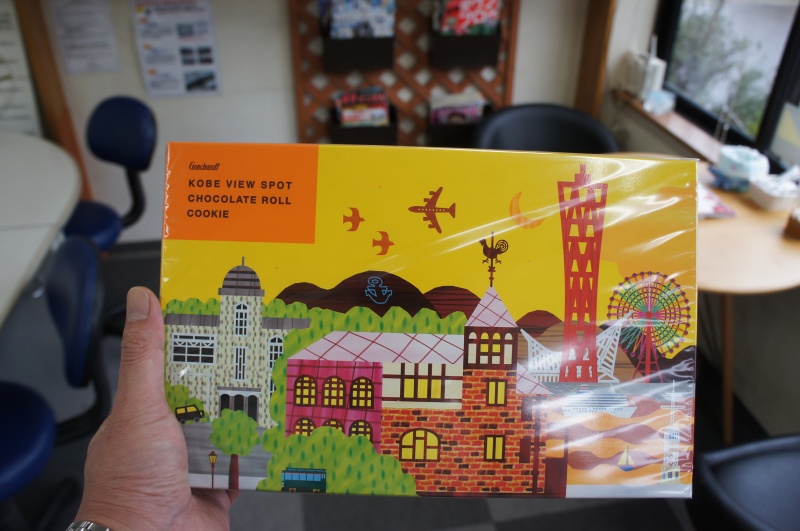 Goncharoff
KOBE VIEW SPOT
CHOCOLATE ROLL
COOKIE